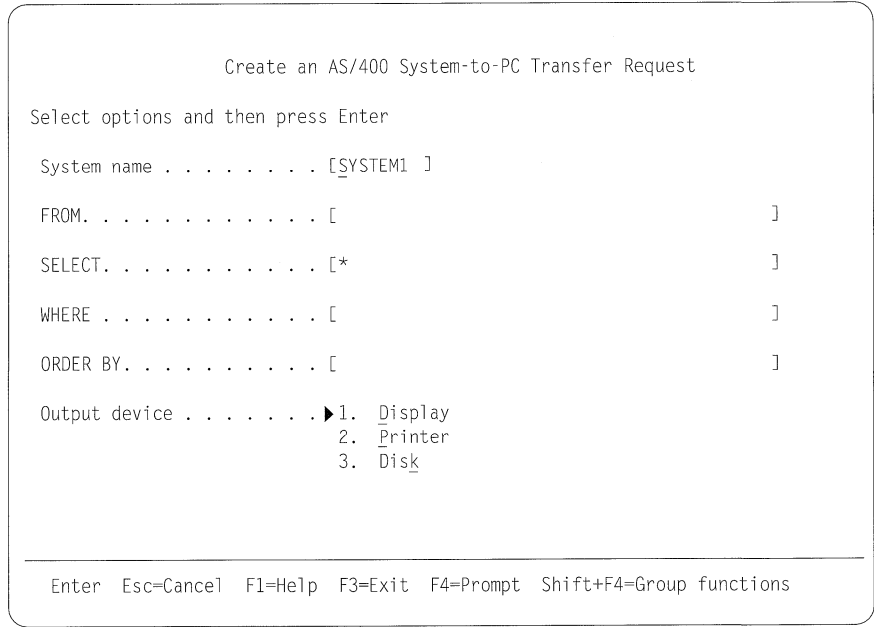 Create an AS/400 System-to-PC Transfer Request
Select options and then press Enter
System name . . . . . . . . [SYSTEM1 ]
FROM. . . . . . . . . . . . [ ]
SELECT. . . . . . . . . . . [* ]
WHERE . . . . . . . . . . . [ ]
ORDER BY. . . . . . . . . . [ ]
Output device . . . . . . . ▶1. Display
2. Printer
3. Disk
Enter Esc=Cancel F1=Help F3=Exit F4=Prompt Shift+F4=Group functions